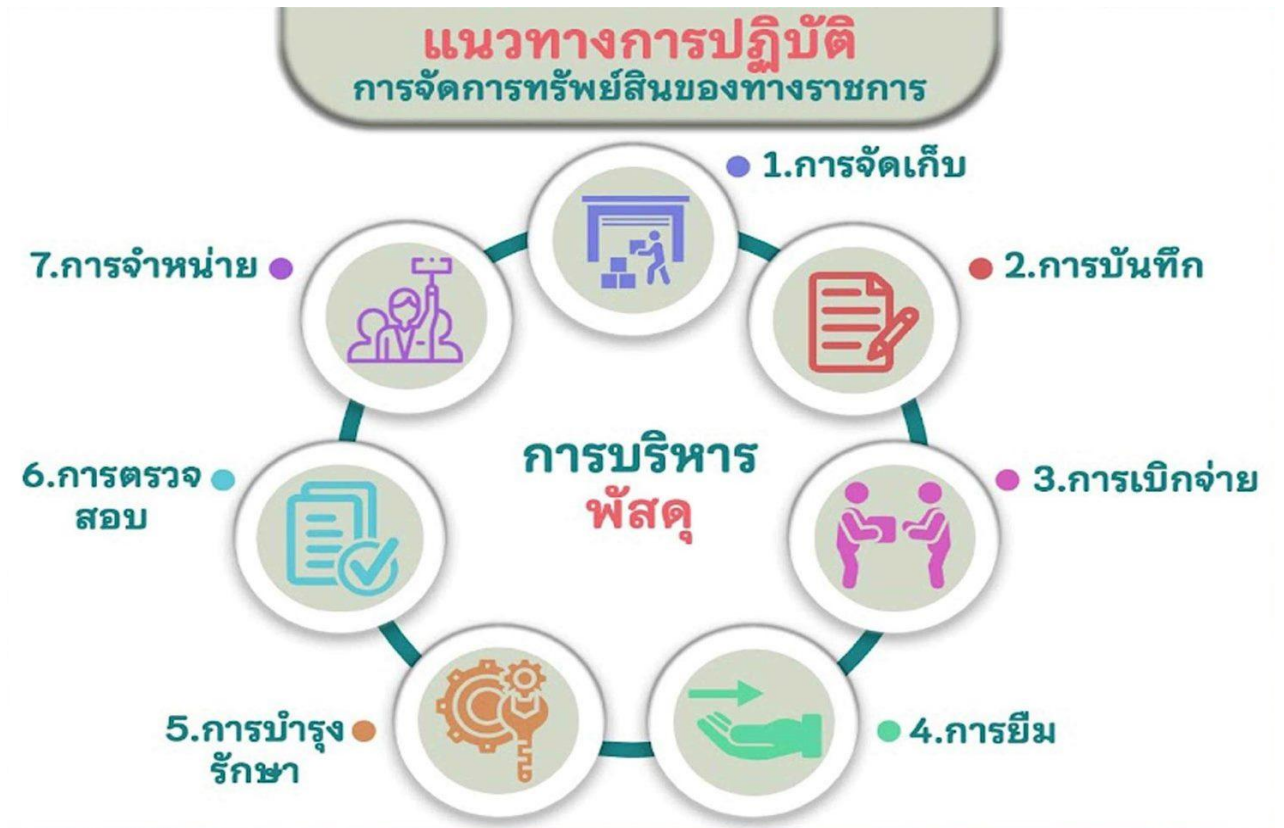 แนวทางการปฏิบัติ
การจัดการทรัพย์สินของทางราชการ
1.การจัดเก็บ
2.การบันทึก
3.การเบิกจ่าย
4.การยืม
5.การบำรุง
รักษา
6.การตรวจ
สอบ
7.การจำหน่าย
การบริหาร
พัสดุ